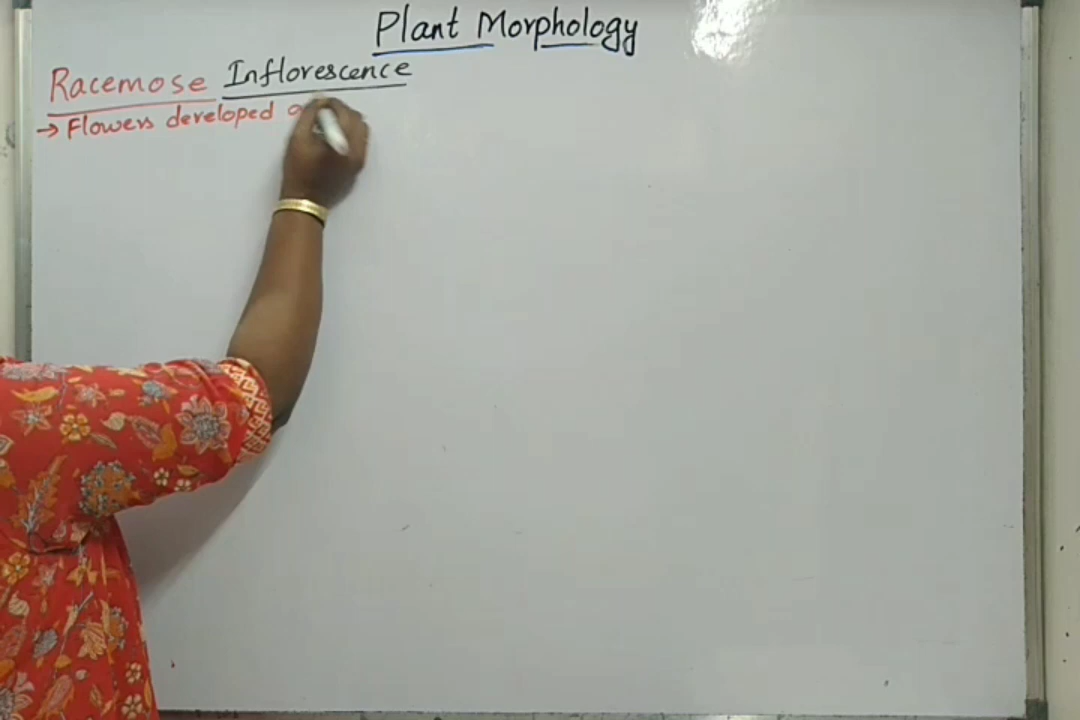 Plant Morphology
Racemose Inflorescence
→ Flowers developed